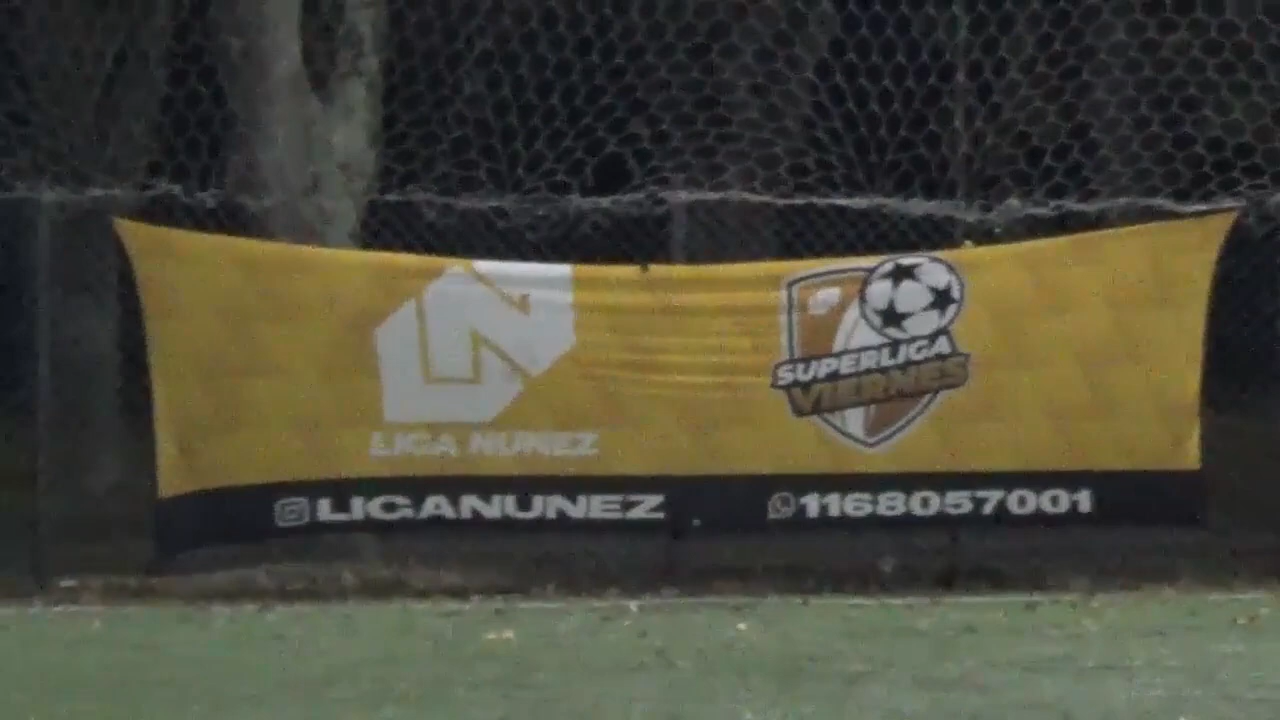 LIGA NUNEZ
SUPERLIGA
VIERNES
LIGANUNEZ
1168057001